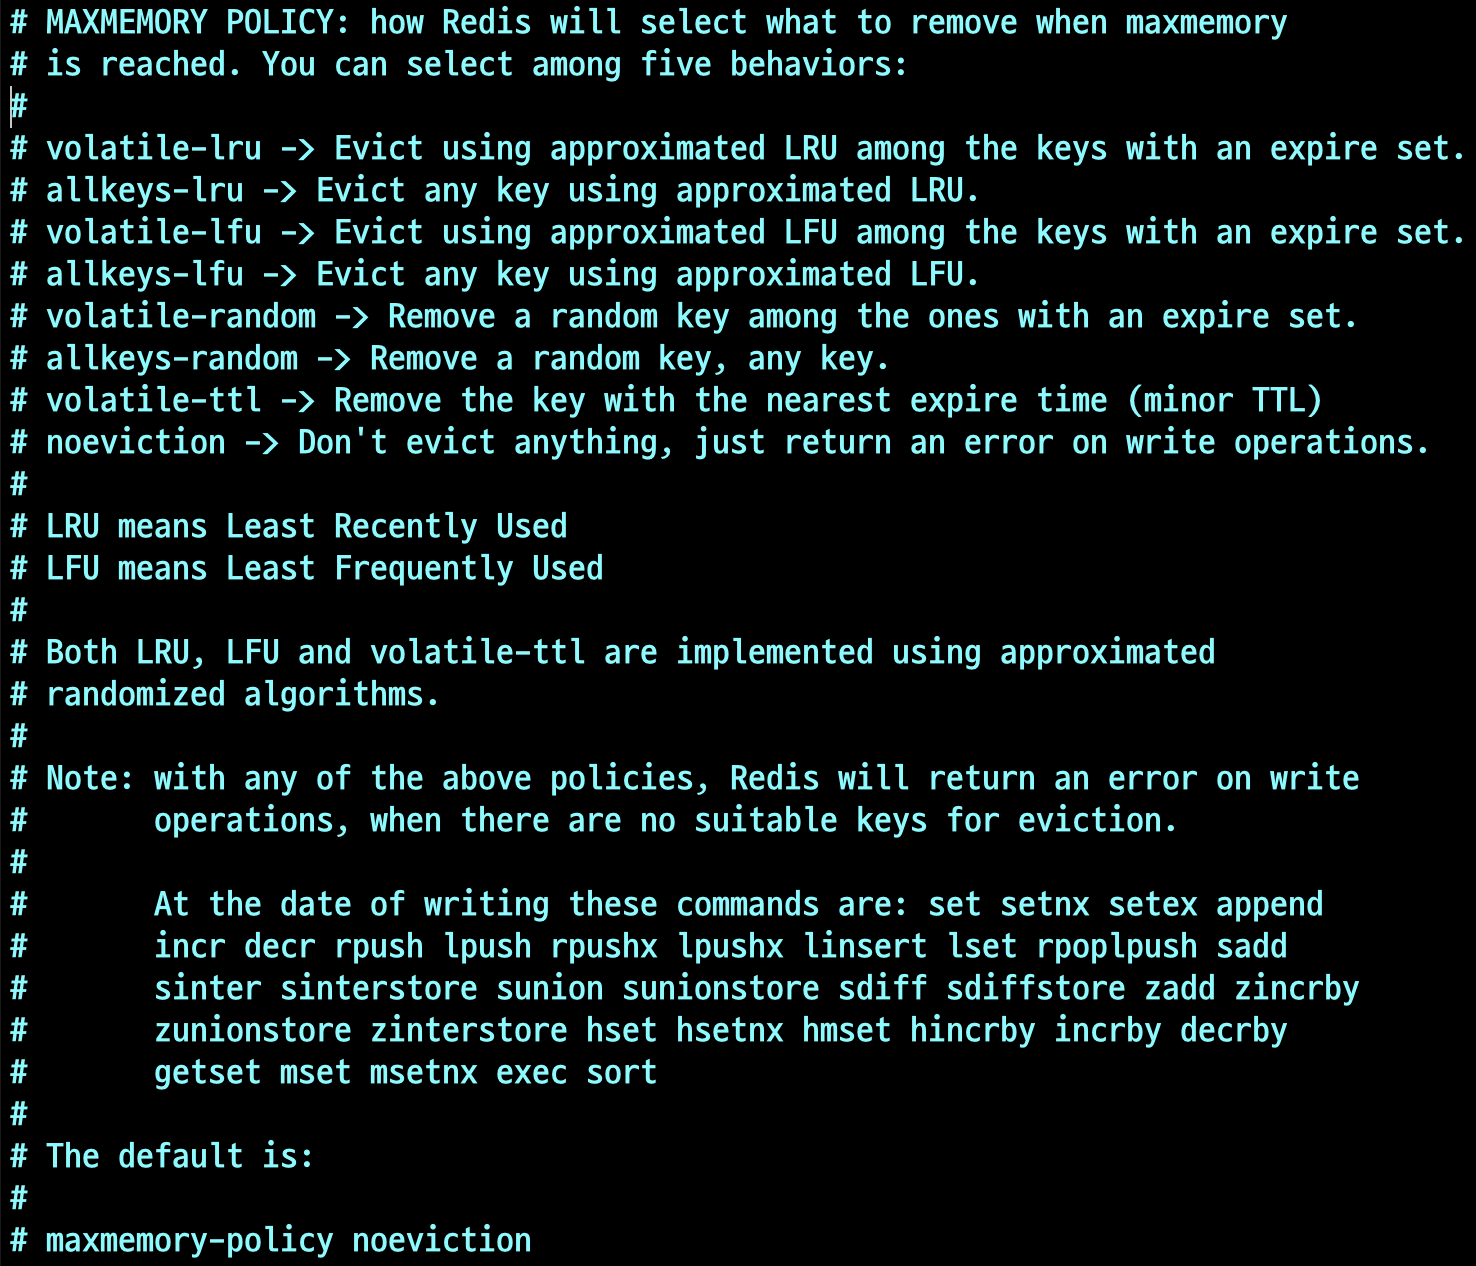 # MAXMEMORY POLICY: how Redis will select what to remove when maxmemory
# is reached. You can select among five behaviors:
#
# volatile-lru -> Evict using approximated LRU among the keys with an expire set.
# allkeys-lru -> Evict any key using approximated LRU.
# volatile-lfu -> Evict using approximated LFU among the keys with an expire set.
# allkeys-lfu -> Evict any key using approximated LFU.
# volatile-random -> Remove a random key among the ones with an expire set.
# allkeys-random -> Remove a random key, any key.
# volatile-ttl -> Remove the key with the nearest expire time (minor TTL)
# noeviction -> Don't evict anything, just return an error on write operations.
#
# LRU means Least Recently Used
# LFU means Least Frequently Used
#
# Both LRU, LFU and volatile-ttl are implemented using approximated
# randomized algorithms.
#
# Note: with any of the above policies, Redis will return an error on write
#       operations, when there are no suitable keys for eviction.
#
#       At the date of writing these commands are: set setnx setex append
#       incr decr rpush lpush rpushx lpushx linsert lset rpoplpush sadd
#       sinter sinterstore sunion sunionstore sdiff sdiffstore zadd zincrby
#       zunionstore zinterstore hset hsetnx hmset hincrby incrby decrby
#       getset mset msetnx exec sort
#
# The default is:
#
# maxmemory-policy noeviction